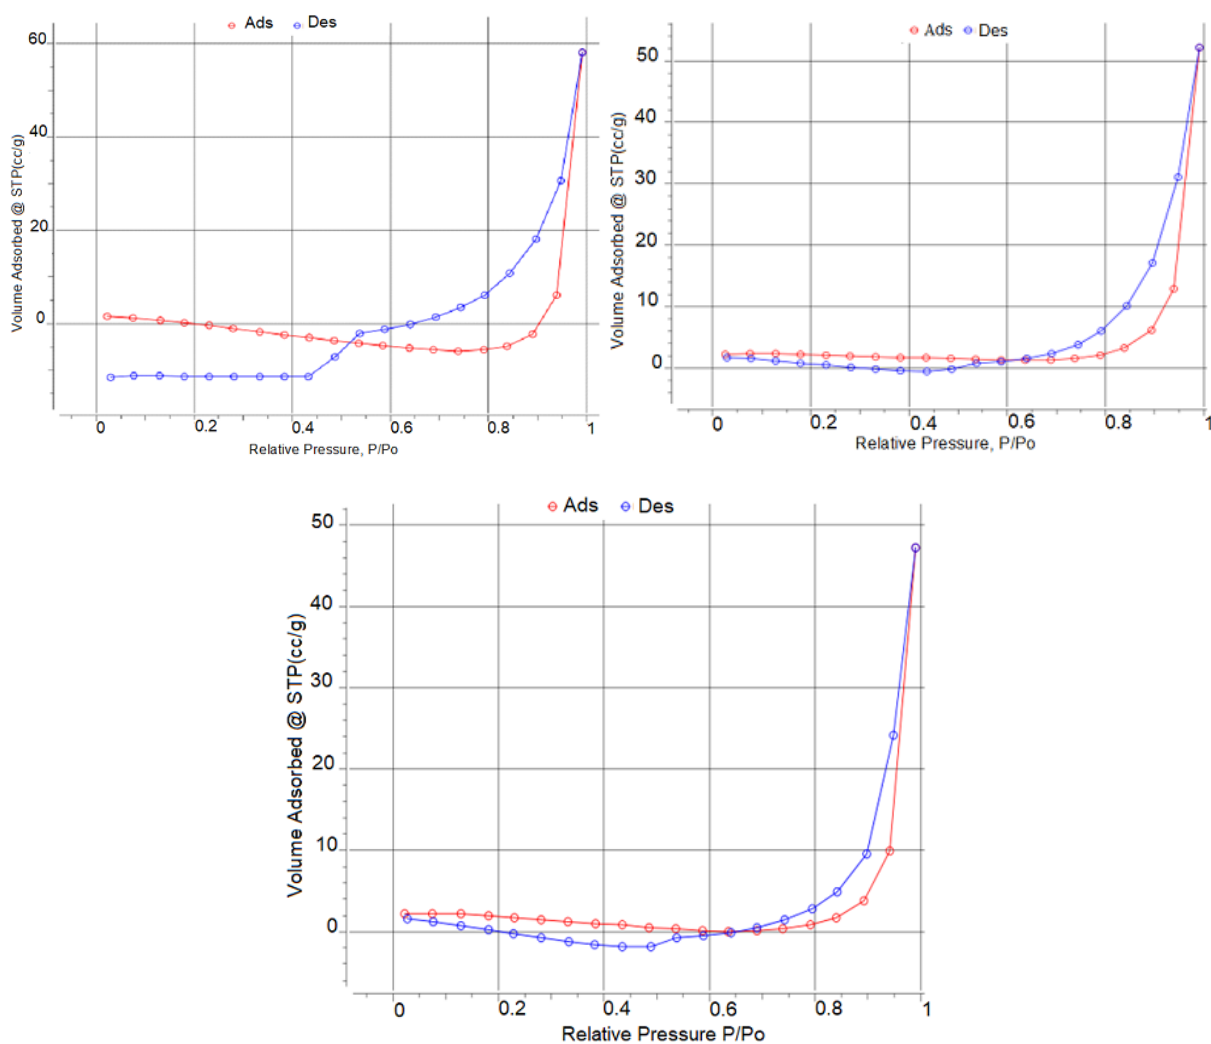 Ads Des
60
40
20
0
Volume Adsorbed @ STP(cc/g)
0 0.2 0.4 0.6 0.8 1
Relative Pressure, P/Po
Ads Des
50
40
30
20
10
0
Volume Adsorbed @ STP(cc/g)
0 0.2 0.4 0.6 0.8 1
Relative Pressure, P/Po
Ads Des
50
40
30
20
10
0
Volume Adsorbed @ STP(cc/g)
0 0.2 0.4 0.6 0.8 1
Relative Pressure P/Po